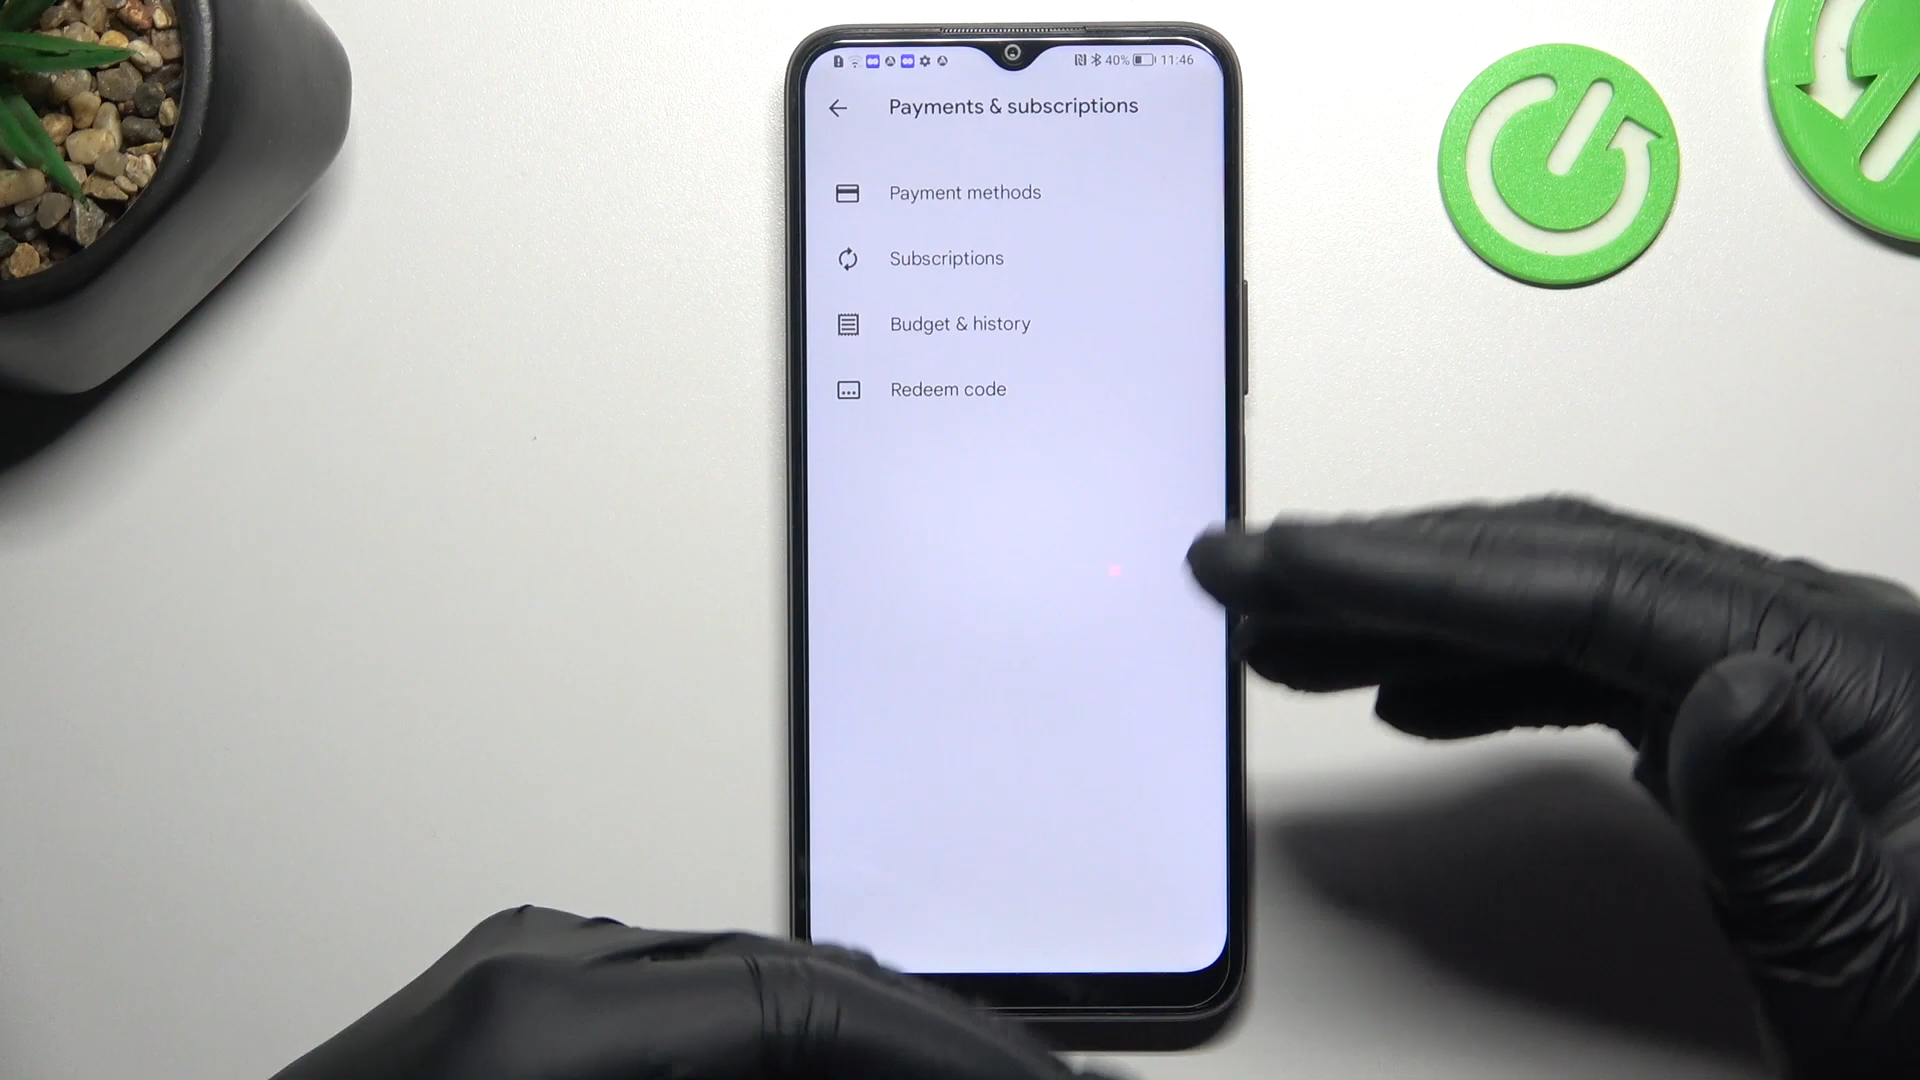 40% 11:46
Payments & subscriptions
Payment methods
Subscriptions
Budget & history
Redeem code